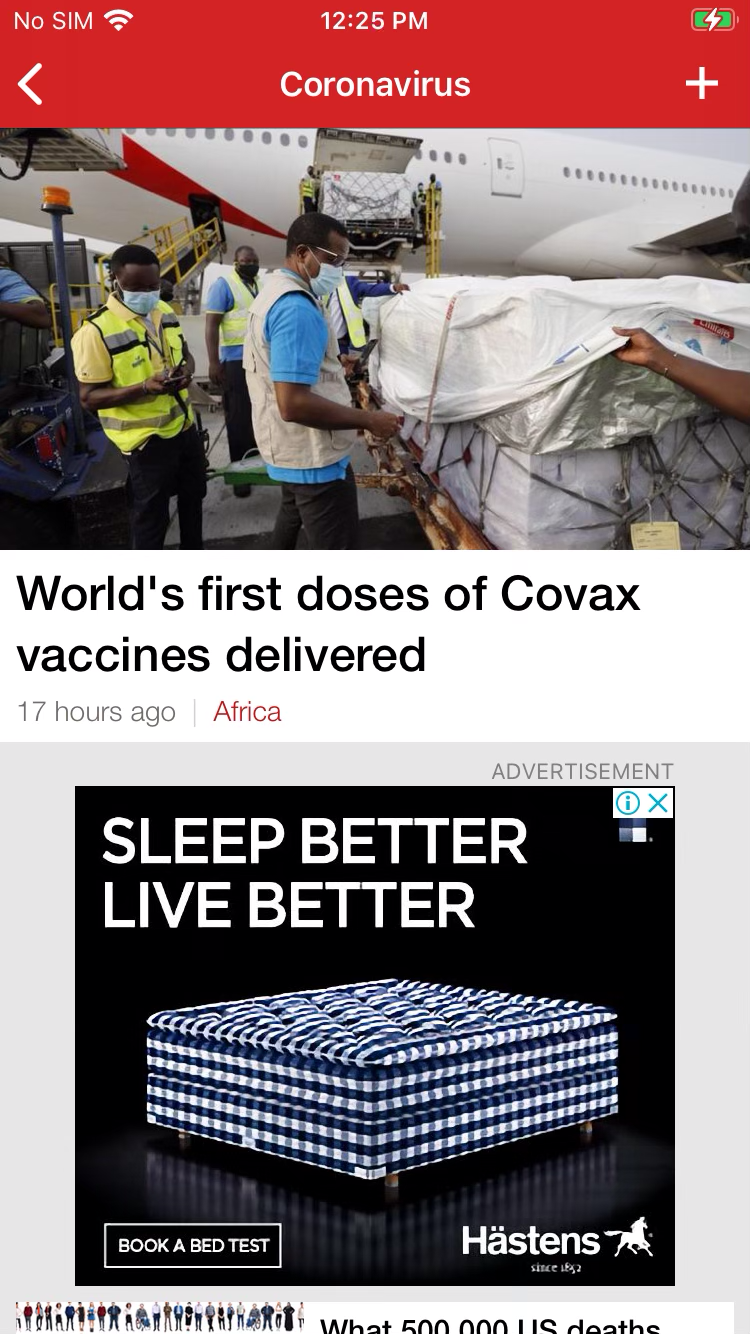 No SIM
12:25 PM
Coronavirus
Emirates
World's first doses of Covax
vaccines delivered
17 hours ago
Africa
ADVERTISEMENT
SLEEP BETTER
LIVE BETTER
BOOK A BED TEST
Hästens
since 1852
What 500,000 US deaths